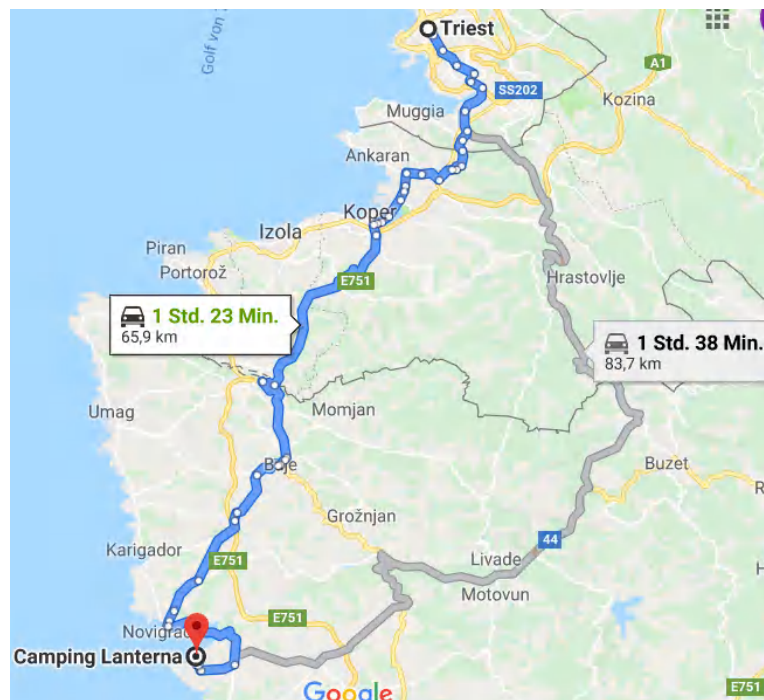 Golf von
Triest
A1
SS202
Kozina
Muggia
Ankaran
Koper
Izola
Piran
Portorož
E751
Hrastovlje
1 Std. 23 Min.
65,9 km
1 Std. 38 Min.
83,7 km
Umag
Momjan
Buje
Buzet
Grožnjan
Karigador
44
Livade
Motovun
E751
E751
Novigrad
Camping Lanterna
Google
E751